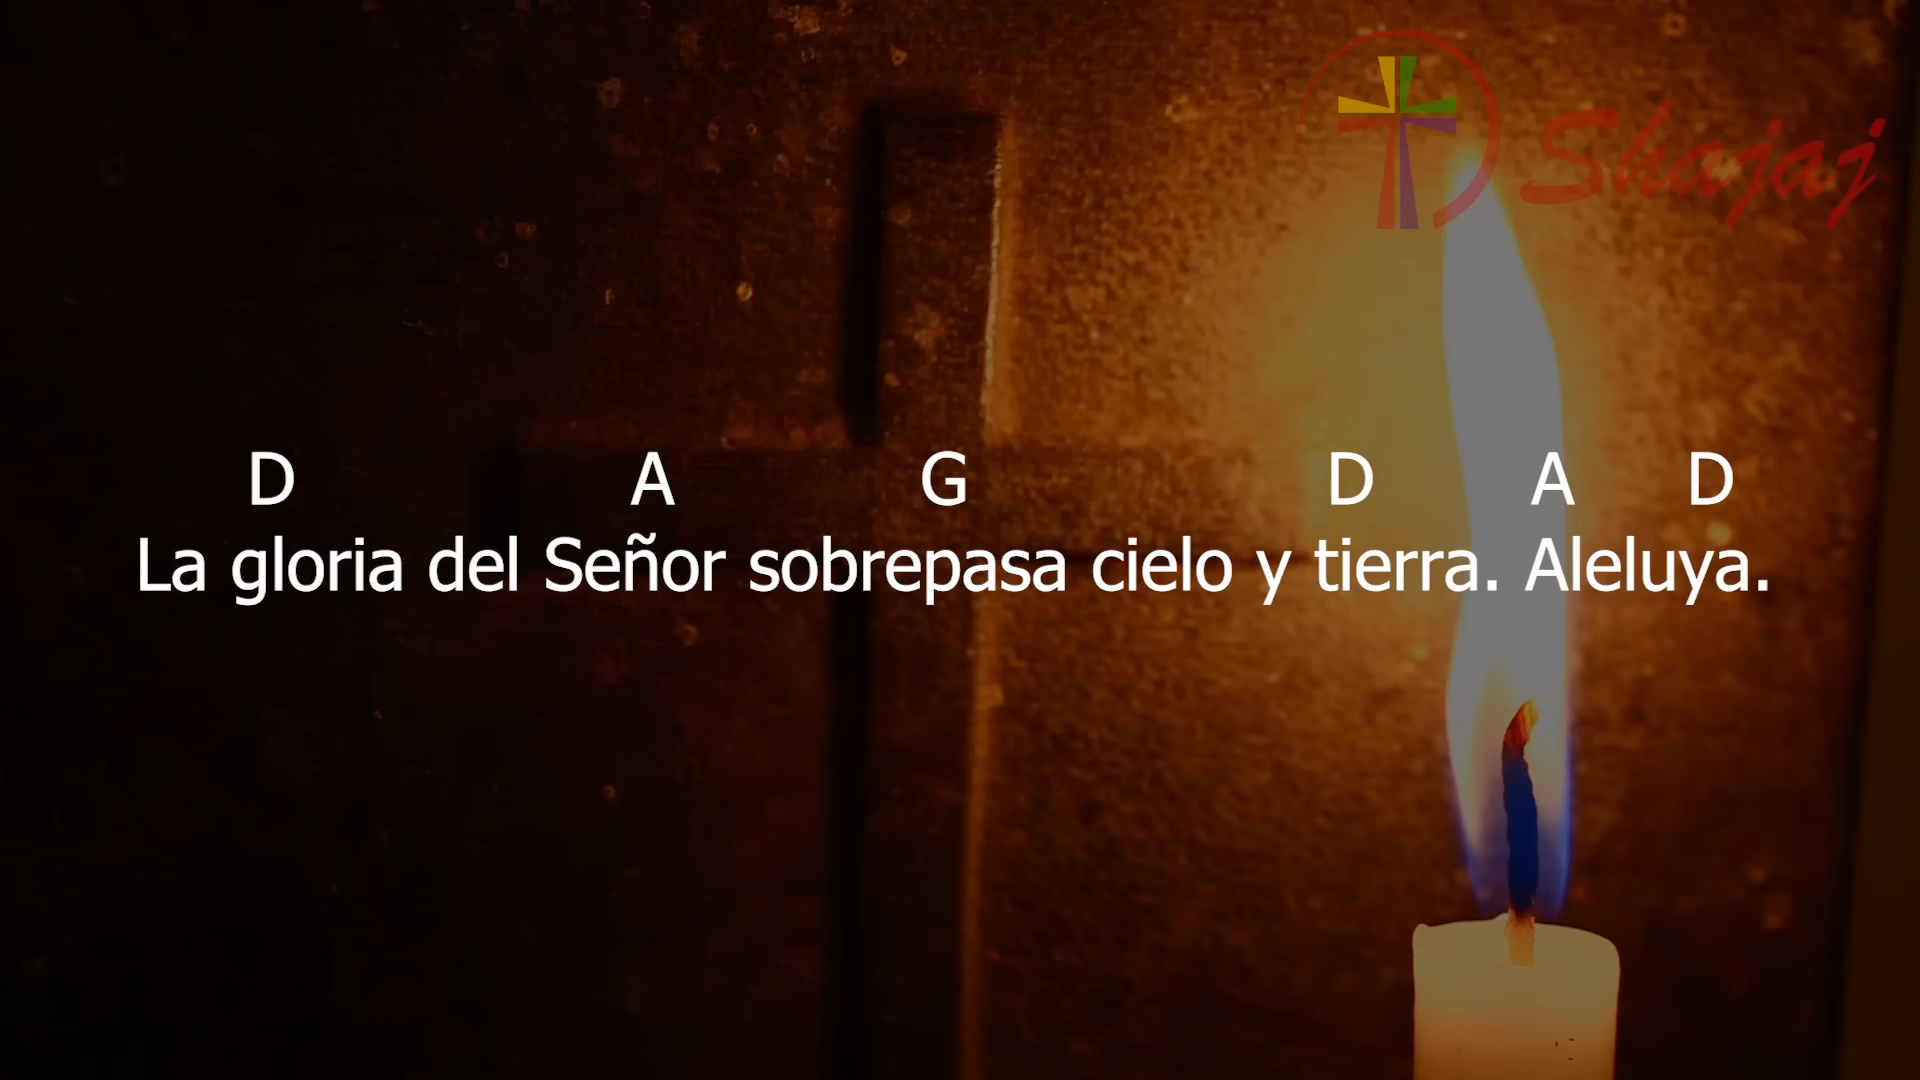 Skajaj
D A G D A D
La gloria del Señor sobrepasa cielo y tierra. Aleluya.